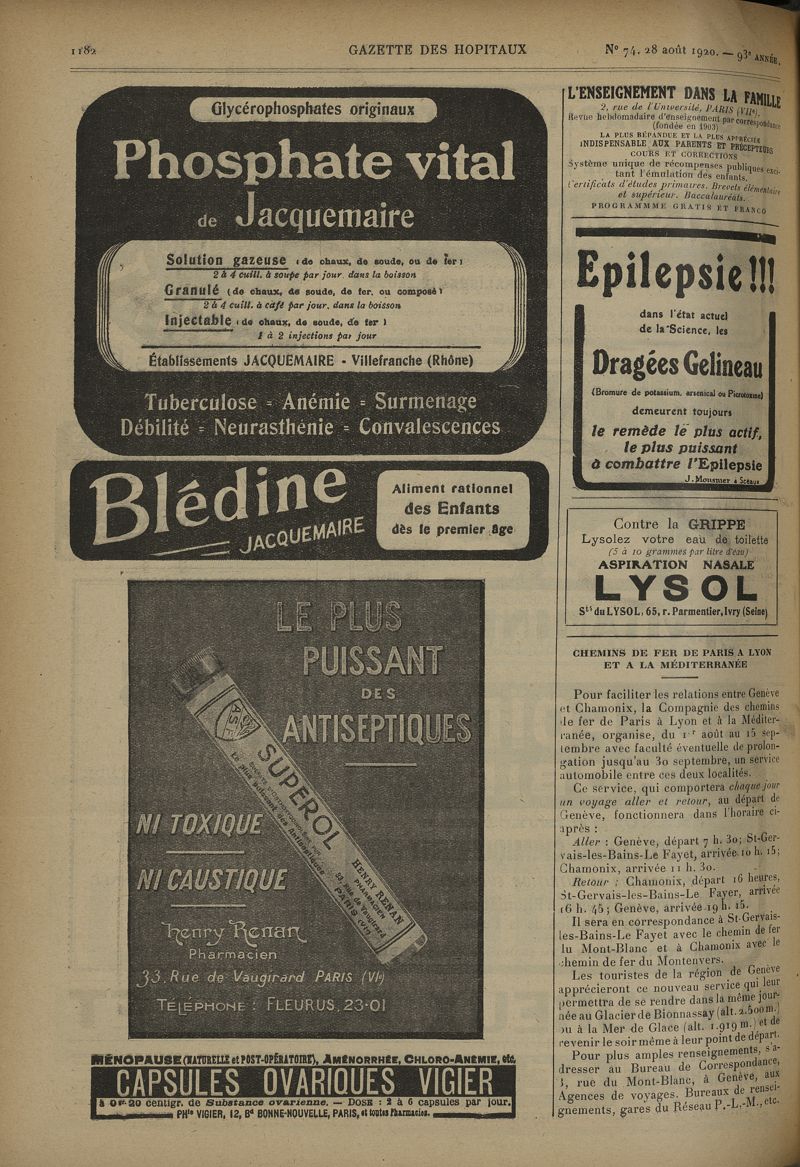 1182
GAZETTE DES HOPITAUX
N° 74. 28 août 1920. — 93e ANNÉE.
Glycérophosphates originaux
Phosphate vital
de Jacquemaire
Solution gazeuse (de chaux, de soude, ou de fer)
2 à 4 cuill. à soupe par jour dans la boisson
Granulé (de chaux, de soude, de fer, ou composé)
2 à 4 cuill. à café par jour, dans la boisson
Injectable (de chaux, de soude, de fer)
1 à 2 injections par jour
Établissements JACQUEMAIRE - Villefranche (Rhône)
Tuberculose = Anémie = Surmenage
Débilité = Neurasthénie = Convalescences
Blédine
JACQUEMAIRE
Aliment rationnel
des Enfants
dès le premier âge
LE PLUS
PUISSANT
DES
ANTISEPTIQUES
SUPEROL
Le plus puissant des Antiseptiques
HENRY RENAN
PHARMACIEN
33, Rue de Vaugirard
PARIS (VIe)
NI TOXIQUE
NI CAUSTIQUE
Henry Renan
Pharmacien
33, Rue de Vaugirard PARIS (VIe)
TÉLÉPHONE : FLEURUS, 23-01
MÉNOPAUSE (NATURELLE et POST-OPÉRATOIRE), AMÉNORRHÉE, CHLORO-ANÉMIE, etc.
CAPSULES OVARIQUES VIGIER
à 0gr.20 centigr. de Substance ovarienne. — DOSE : 2 à 6 capsules par jour.
PHie VIGIER, 12, Bd BONNE-NOUVELLE, PARIS, et toutes Pharmacies.
L'ENSEIGNEMENT DANS LA FAMILLE
2, rue de l'Université, PARIS (VIIe).
Revue hebdomadaire d'enseignement par correspondance
(fondée en 1903)
LA PLUS RÉPANDUE ET LA PLUS APPRÉCIÉE
INDISPENSABLE AUX PARENTS ET PRÉCEPTEURS
COURS ET CORRECTIONS
Système unique de récompenses publiques exci-
tant l'émulation des enfants.
Certificats d'études primaires. Brevets élémentaire
et supérieur. Baccalauréats.
PROGRAMMME GRATIS ET FRANCO
Epilepsie!!!
dans l'état actuel
de la Science, les
Dragées Gelineau
(Bromure de potassium, arsenical ou Picrotoxine)
demeurent toujours
le remède le plus actif,
le plus puissant
à combattre l'Epilepsie
J. Mousnier à Sceaux
Contre la GRIPPE
Lysolez votre eau de toilette
(5 à 10 grammes par litre d'eau)
ASPIRATION NASALE
LYSOL
Sté du LYSOL, 65, r. Parmentier, Ivry (Seine)
CHEMINS DE FER DE PARIS A LYON
ET A LA MÉDITERRANÉE
Pour faciliter les relations entre Genève
et Chamonix, la Compagnie des chemins
de fer de Paris à Lyon et à la Méditer-
ranée, organise, du 1er août au 15 sep-
tembre avec faculté éventuelle de prolon-
gation jusqu'au 30 septembre, un service
automobile entre ces deux localités.
Ce service, qui comportera chaque jour
un voyage aller et retour, au départ de
Genève, fonctionnera dans l'horaire ci-
après :
Aller : Genève, départ 7 h. 30; St-Ger-
vais-les-Bains-Le Fayet, arrivée 10 h. 15;
Chamonix, arrivée 11 h. 30.
Retour : Chamonix, départ 16 heures,
St-Gervais-les-Bains-Le Fayer, arrivée
16 h. 45; Genève, arrivée 19 h. 15.
Il sera en correspondance à St-Gervais-
les-Bains-Le Fayet avec le chemin de fer
lu Mont-Blanc et à Chamonix avec le
chemin de fer du Montenvers.
Les touristes de la région de Genève
apprécieront ce nouveau service qui leur
permettra de se rendre dans la même jour-
née au Glacier de Bionnassay (alt. 2.800 m.)
ou à la Mer de Glace (alt. 1.919 m.) et de
revenir le soir même à leur point de départ.
Pour plus amples renseignements, s'a-
dresser au Bureau de Correspondance,
3, rue du Mont-Blanc, à Genève, aux
Agences de voyages. Bureaux de rensei-
gnements, gares du Réseau P.-L.-M., etc.